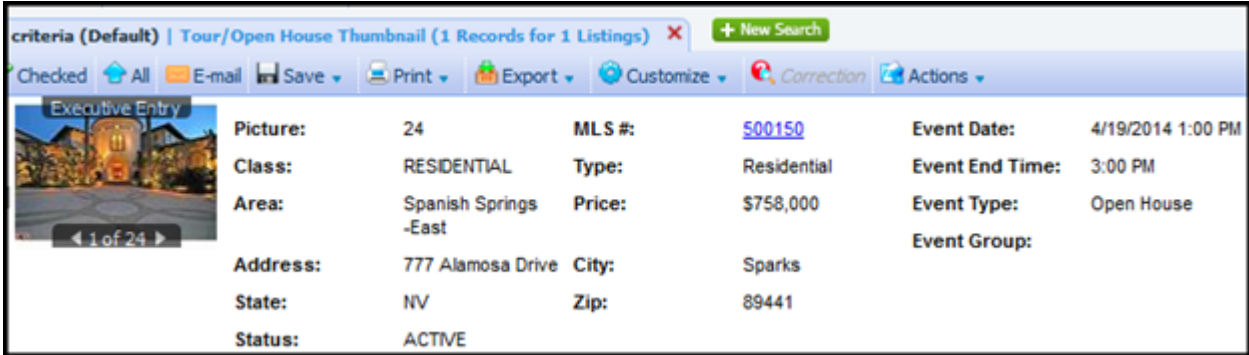 criteria (Default) | Tour/Open House Thumbnail (1 Records for 1 Listings) + New Search
Checked All E-mail Save Print Export Customize Correction Actions
Executive Entry
1 of 24
Picture: 24 MLS #: 500150 Event Date: 4/19/2014 1:00 PM
Class: RESIDENTIAL Type: Residential Event End Time: 3:00 PM
Area: Spanish Springs Price: $758,000 Event Type: Open House
-East
Event Group:
Address: 777 Alamosa Drive City: Sparks
State: NV Zip: 89441
Status: ACTIVE